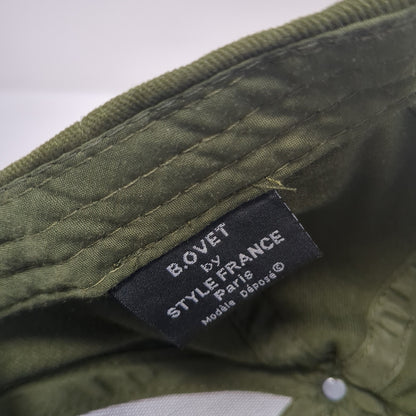 B.OVET
by
STYLE FRANCE
Paris
Modèle Déposé©